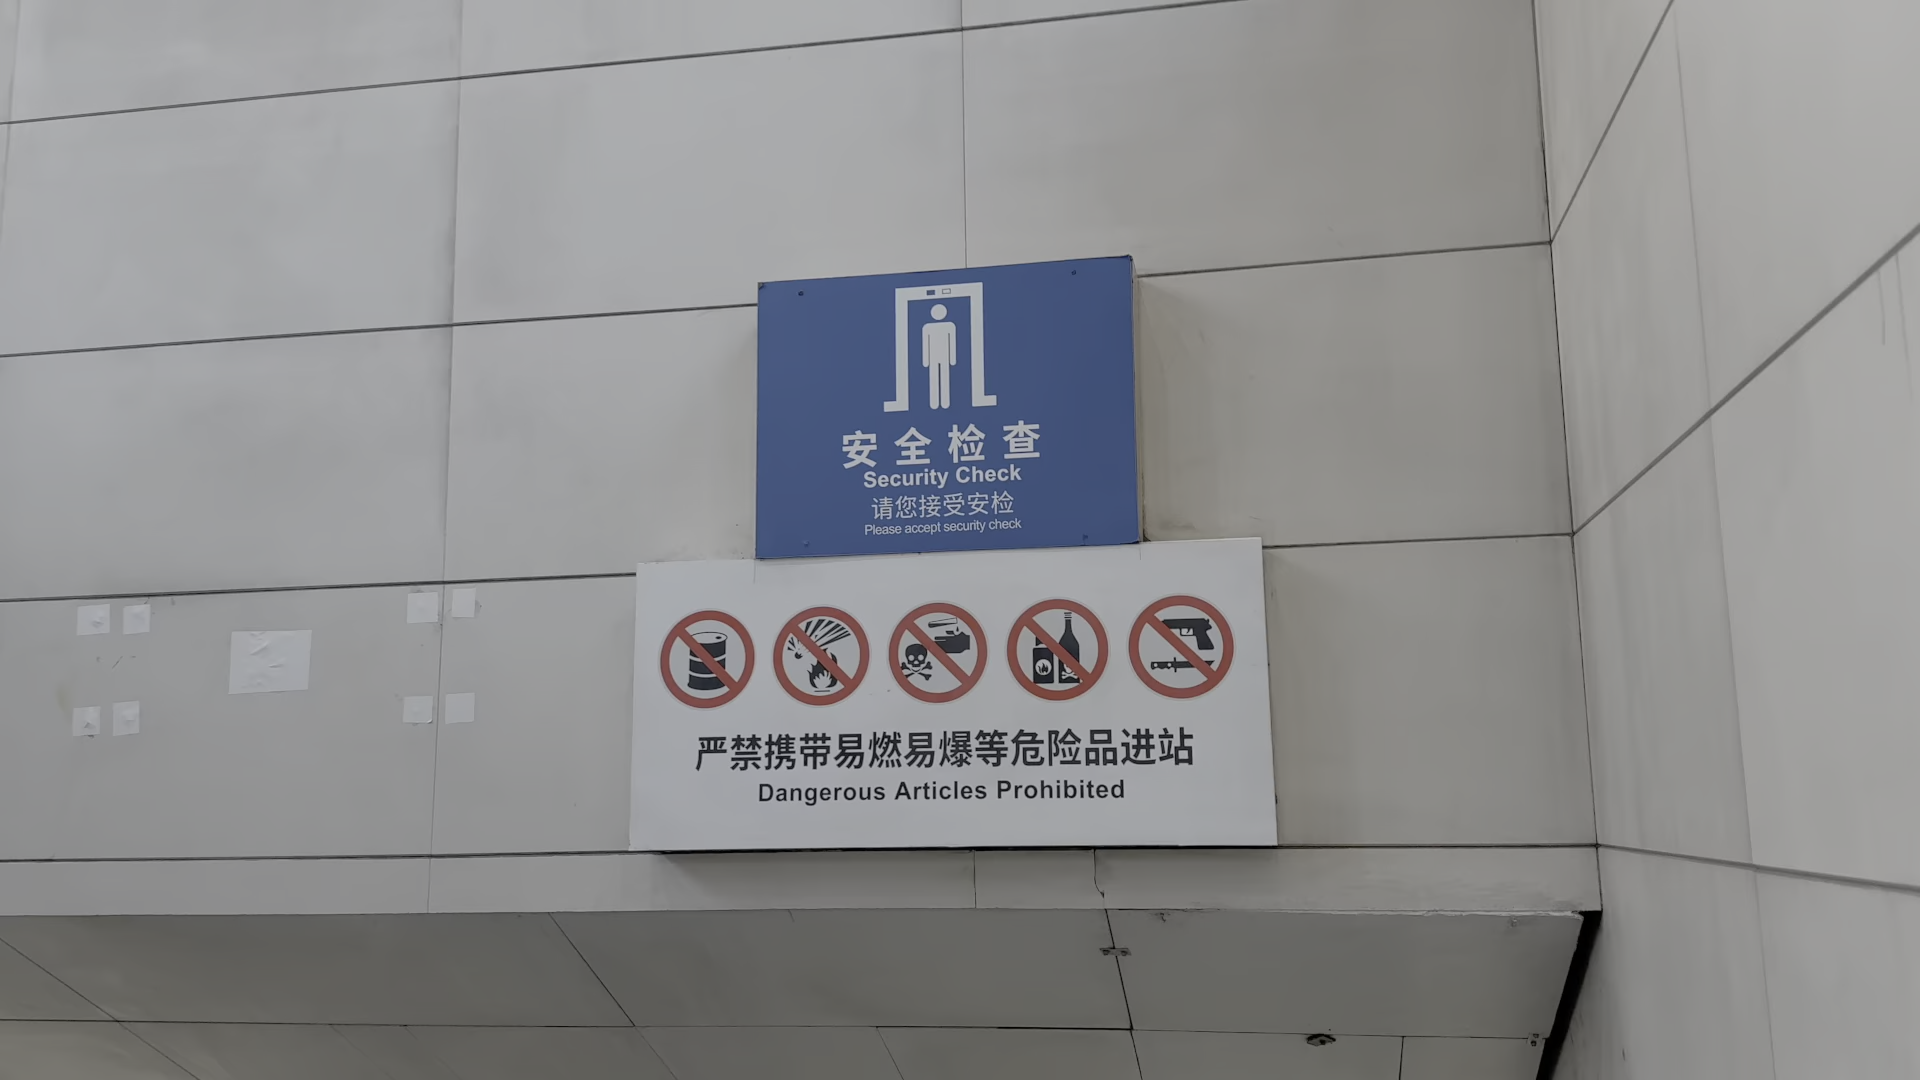 安全检查
Security Check
请您接受安检
Please accept security check
严禁携带易燃易爆等危险品进站
Dangerous Articles Prohibited